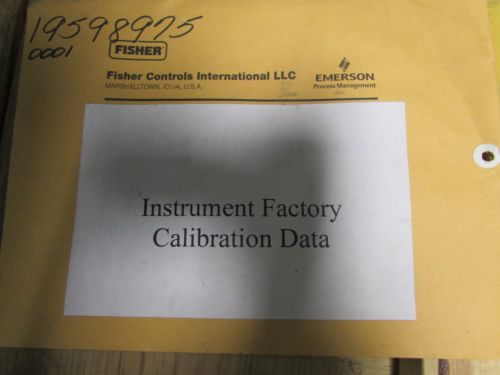 19598975
0001
FISHER
Fisher Controls International LLC
MARSHALLTOWN, IOWA, U.S.A.
EMERSON
Process Management
Instrument Factory
Calibration Data